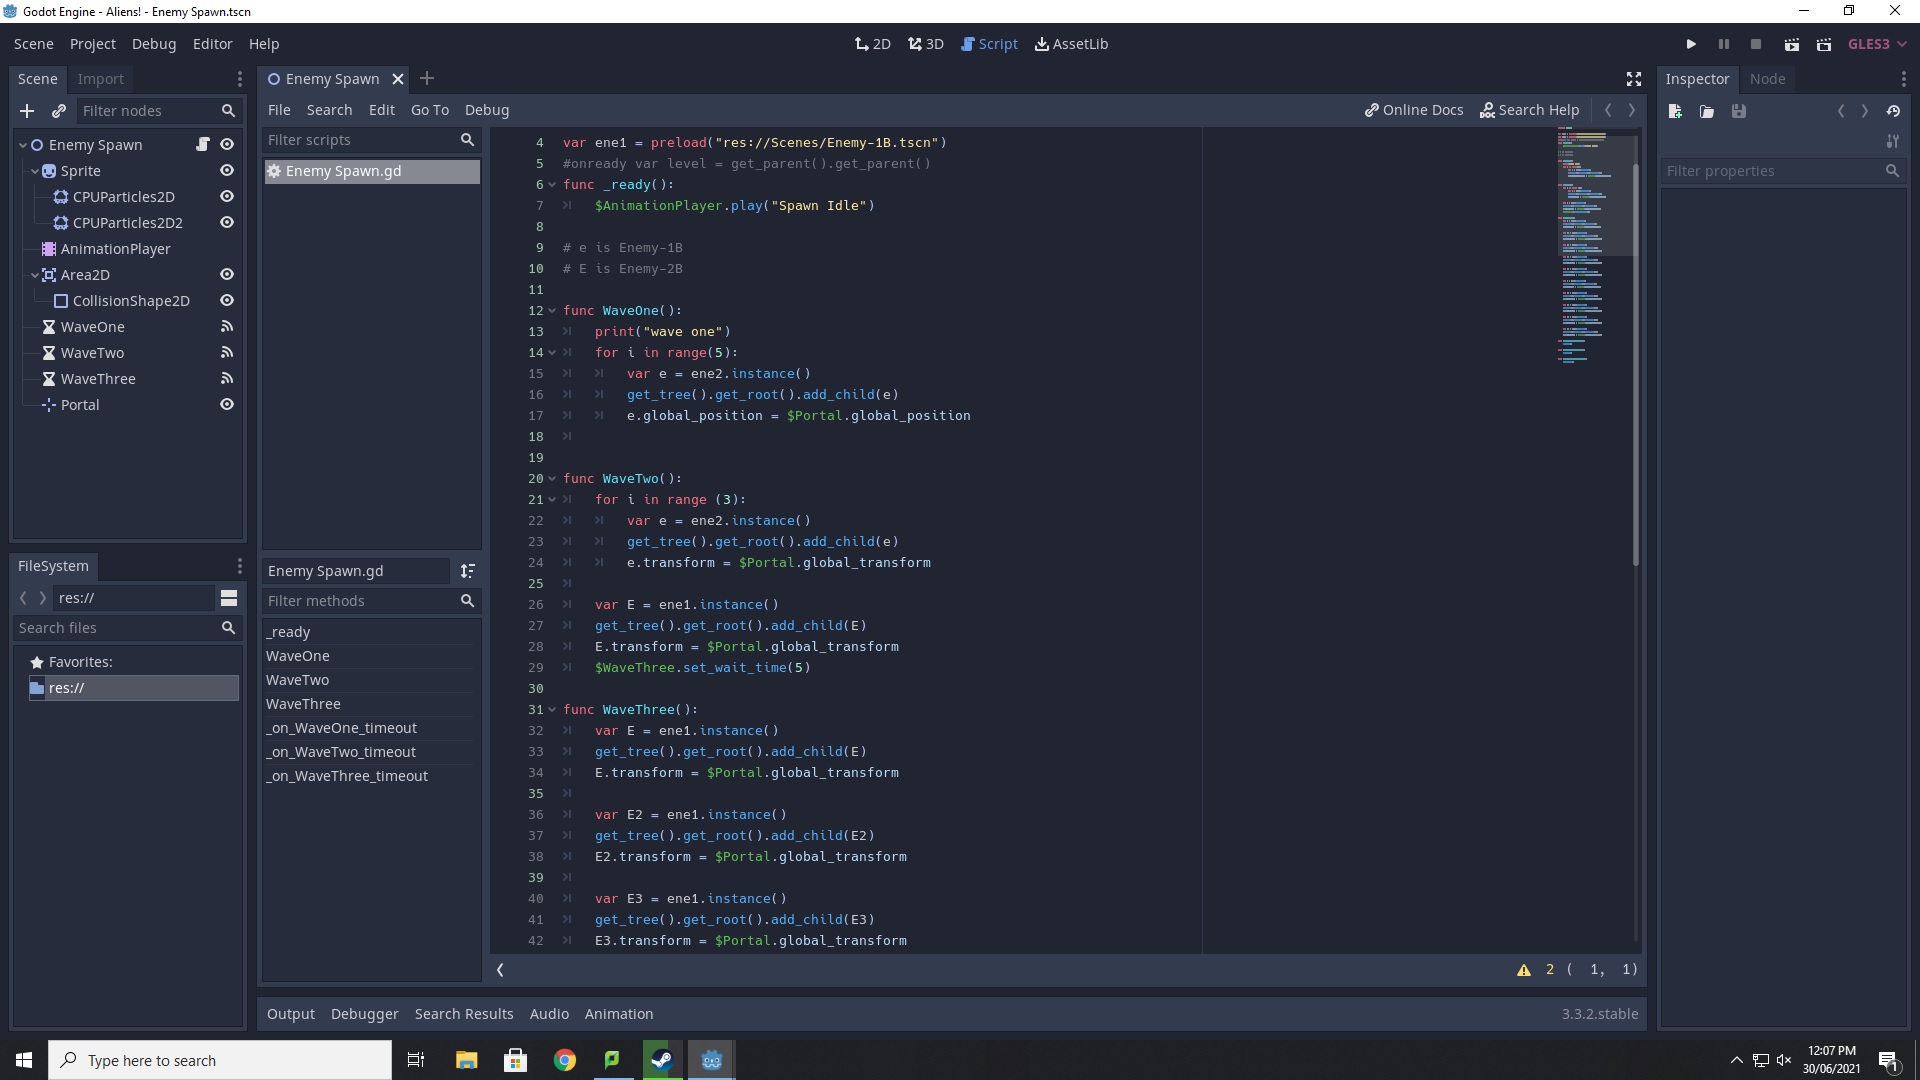 Godot Engine - Aliens! - Enemy Spawn.tscn
Scene Project Debug Editor Help
2D 3D Script AssetLib
GLES3
Scene Import
Filter nodes
Enemy Spawn
Sprite
CPUParticles2D
CPUParticles2D2
AnimationPlayer
Area2D
CollisionShape2D
WaveOne
WaveTwo
WaveThree
Portal
FileSystem
res://
Search files
Favorites:
res://
Enemy Spawn
File Search Edit Go To Debug
Online Docs Search Help
Filter scripts
Enemy Spawn.gd
Enemy Spawn.gd
Filter methods
_ready
WaveOne
WaveTwo
WaveThree
_on_WaveOne_timeout
_on_WaveTwo_timeout
_on_WaveThree_timeout
4 var ene1 = preload("res://Scenes/Enemy-1B.tscn")
5 #onready var level = get_parent().get_parent()
6 func _ready():
7 $AnimationPlayer.play("Spawn Idle")
8
9 # e is Enemy-1B
10 # E is Enemy-2B
11
12 func WaveOne():
13 print("wave one")
14 for i in range(5):
15 var e = ene2.instance()
16 get_tree().get_root().add_child(e)
17 e.global_position = $Portal.global_position
18
19
20 func WaveTwo():
21 for i in range (3):
22 var e = ene2.instance()
23 get_tree().get_root().add_child(e)
24 e.transform = $Portal.global_transform
25
26 var E = ene1.instance()
27 get_tree().get_root().add_child(E)
28 E.transform = $Portal.global_transform
29 $WaveThree.set_wait_time(5)
30
31 func WaveThree():
32 var E = ene1.instance()
33 get_tree().get_root().add_child(E)
34 E.transform = $Portal.global_transform
35
36 var E2 = ene1.instance()
37 get_tree().get_root().add_child(E2)
38 E2.transform = $Portal.global_transform
39
40 var E3 = ene1.instance()
41 get_tree().get_root().add_child(E3)
42 E3.transform = $Portal.global_transform
2 ( 1, 1)
Output Debugger Search Results Audio Animation
3.3.2.stable
Inspector Node
Filter properties
Type here to search
12:07 PM
30/06/2021
1